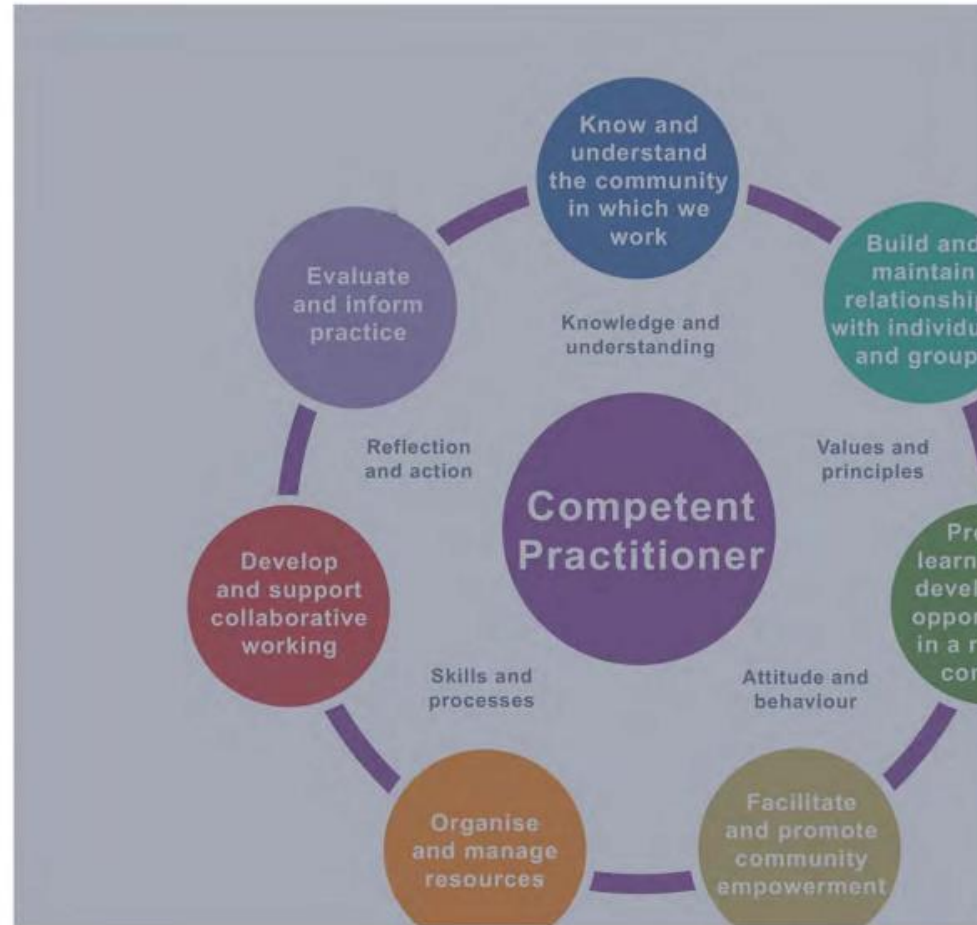 Know and
understand
the community
in which we
work
Build and
maintain
with
and
Evaluate
and inform
practice
Knowledge and
understanding
Reflection
and action
Values and
principles
Competent
Practitioner
Develop
and support
collaborative
working
in a
Skills and
processes
Attitude and
behaviour
Organise
and manage
resources
Facilitate
and promote
community
empowerment